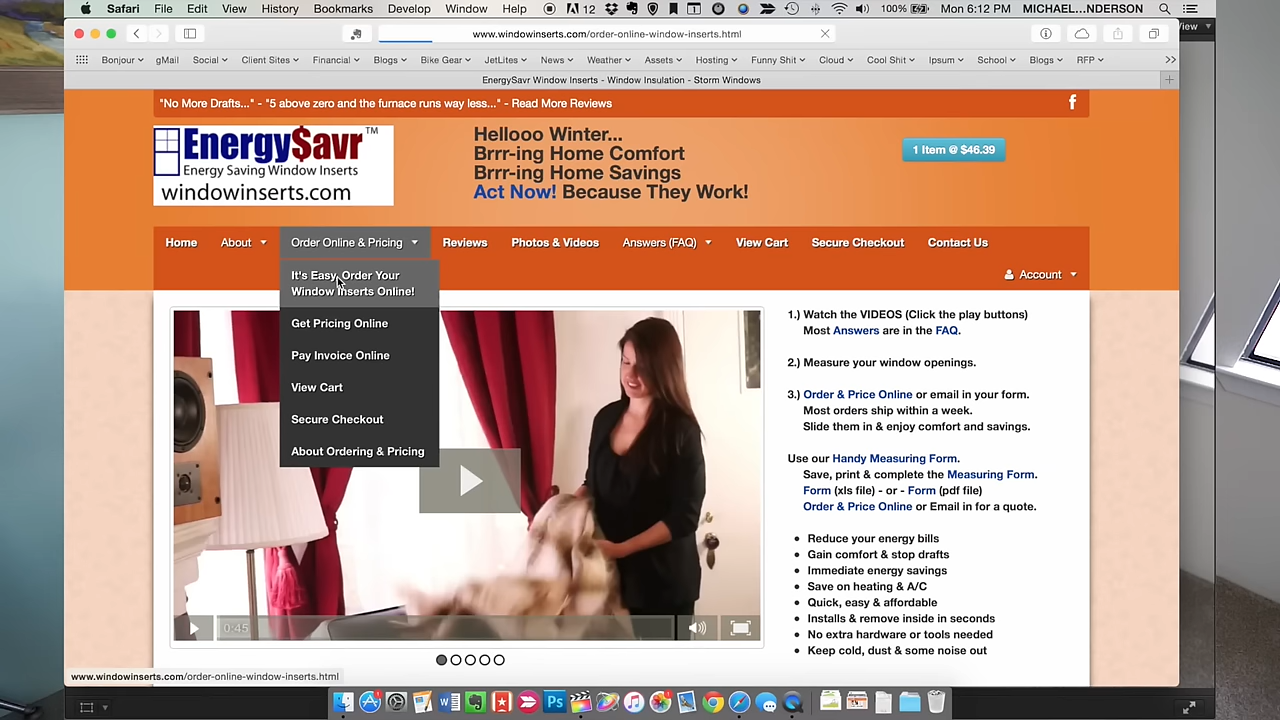 Safari File Edit View History Bookmarks Develop Window Help
12 100% Mon 6:12 PM MICHAEL...NDERSON
View
www.windowinserts.com/order-online-window-inserts.html
Bonjour gMail Social Client Sites Financial Blogs Bike Gear JetLites News Weather Assets Hosting Funny Shit Cloud Cool Shit Ipsum School Blogs RFP >>
EnergySavr Window Inserts - Window Insulation - Storm Windows
"No More Drafts..." - "5 above zero and the furnace runs way less..." - Read More Reviews
f
Energy$avr™
Energy Saving Window Inserts
windowinserts.com
Hellooo Winter...
Brrr-ing Home Comfort
Brrr-ing Home Savings
Act Now! Because They Work!
1 Item @ $46.39
Home About Order Online & Pricing Reviews Photos & Videos Answers (FAQ) View Cart Secure Checkout Contact Us
Account
It's Easy, Order Your
Window Inserts Online!
Get Pricing Online
Pay Invoice Online
View Cart
Secure Checkout
About Ordering & Pricing
0:45
1.) Watch the VIDEOS (Click the play buttons)
Most Answers are in the FAQ.
2.) Measure your window openings.
3.) Order & Price Online or email in your form.
Most orders ship within a week.
Slide them in & enjoy comfort and savings.
Use our Handy Measuring Form.
Save, print & complete the Measuring Form.
Form (xls file) - or - Form (pdf file)
Order & Price Online or Email in for a quote.
Reduce your energy bills
Gain comfort & stop drafts
Immediate energy savings
Save on heating & A/C
Quick, easy & affordable
Installs & remove inside in seconds
No extra hardware or tools needed
Keep cold, dust & some noise out
www.windowinserts.com/order-online-window-inserts.html
W
Ps